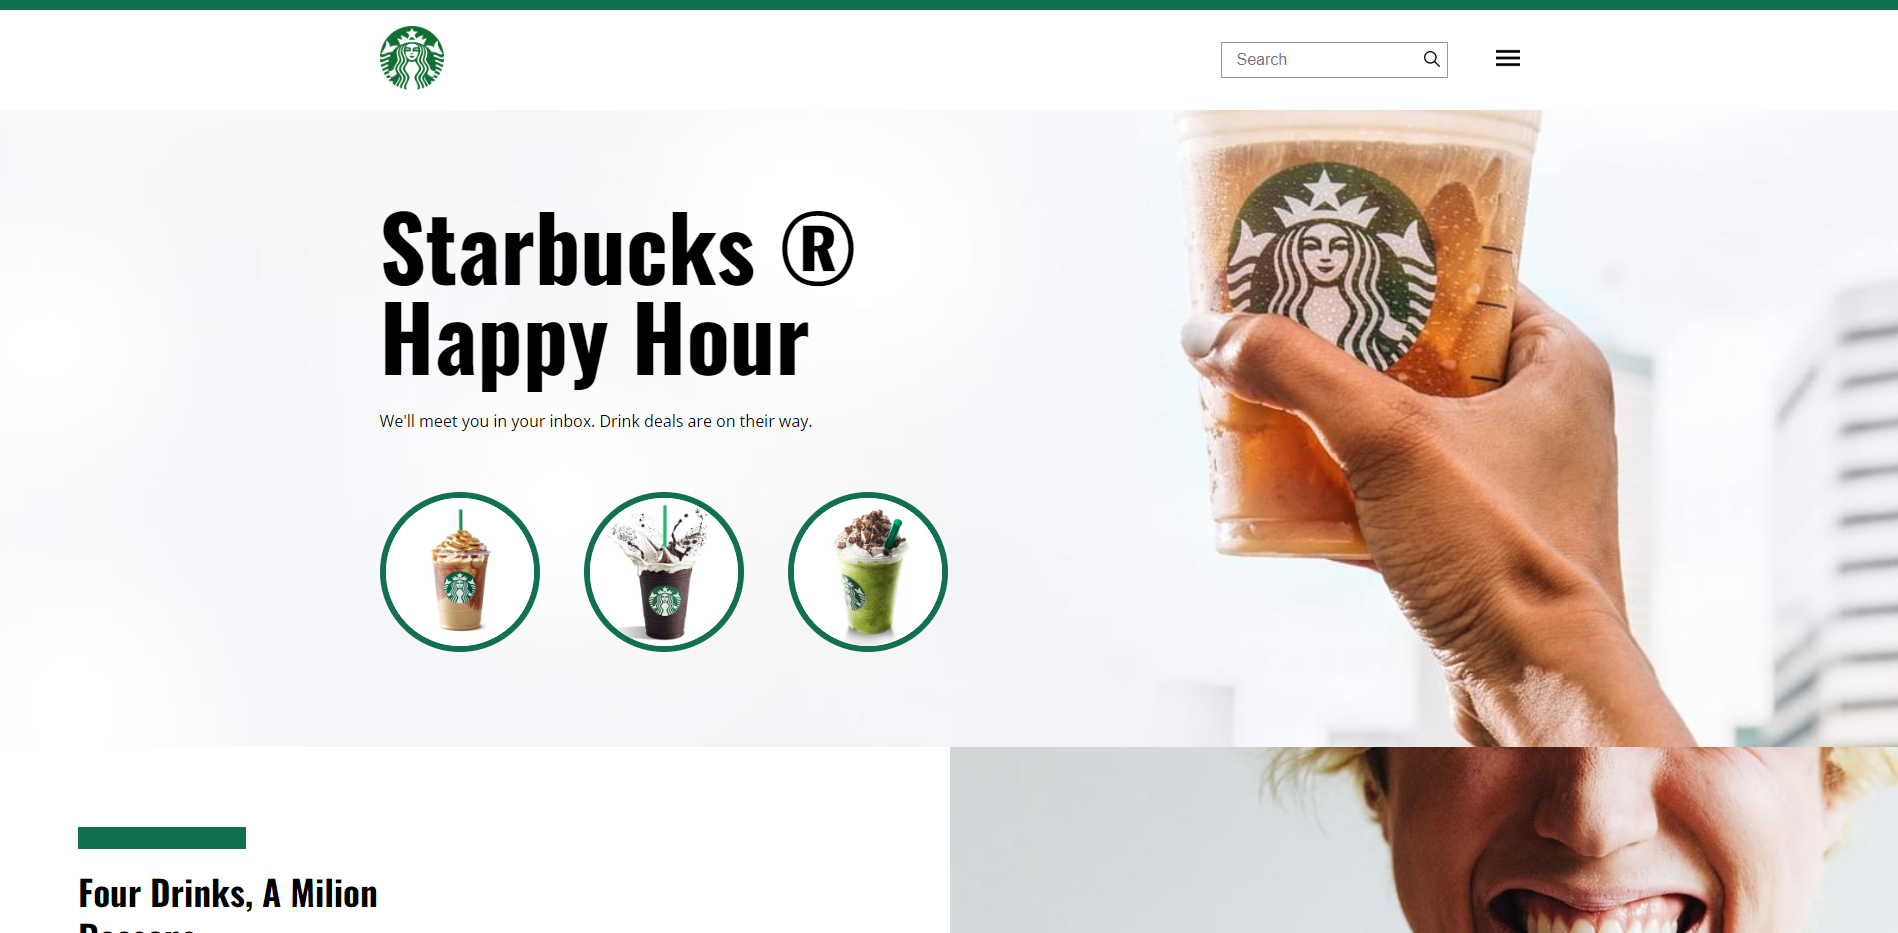 Search
Starbucks ®
Happy Hour
We'll meet you in your inbox. Drink deals are on their way.
Four Drinks, A Milion